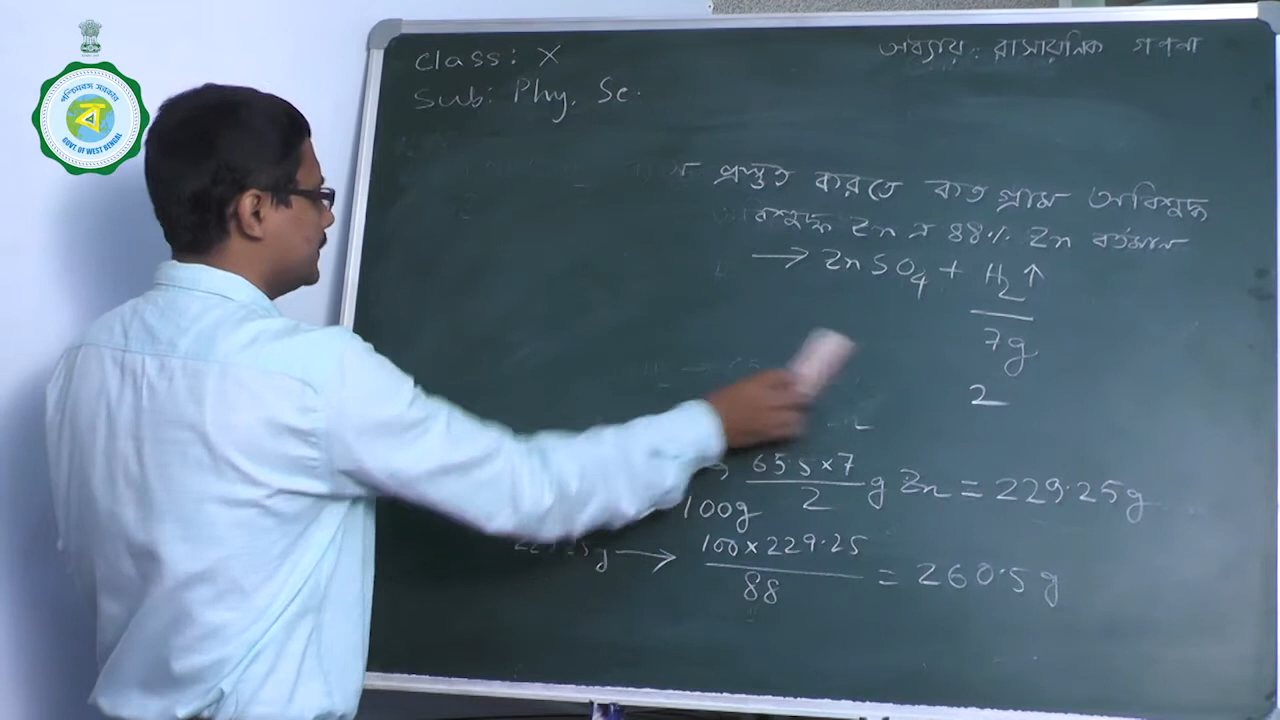 পশ্চিমবঙ্গ সরকার
ব
GOVT. OF WEST BENGAL
Class: X
Sub: Phy. Sc.
অধ্যায়: রাসায়নিক গণনা
প্রস্তুত করতে কত গ্রাম অবিশুদ্ধ
Zn এ 88% Zn বর্তমান
→ ZnSO₄ + H₂↑
7g
2
65.5×7 / 2 g Zn = 229.25g
100g
→ 100×229.25 / 88 = 260.5g